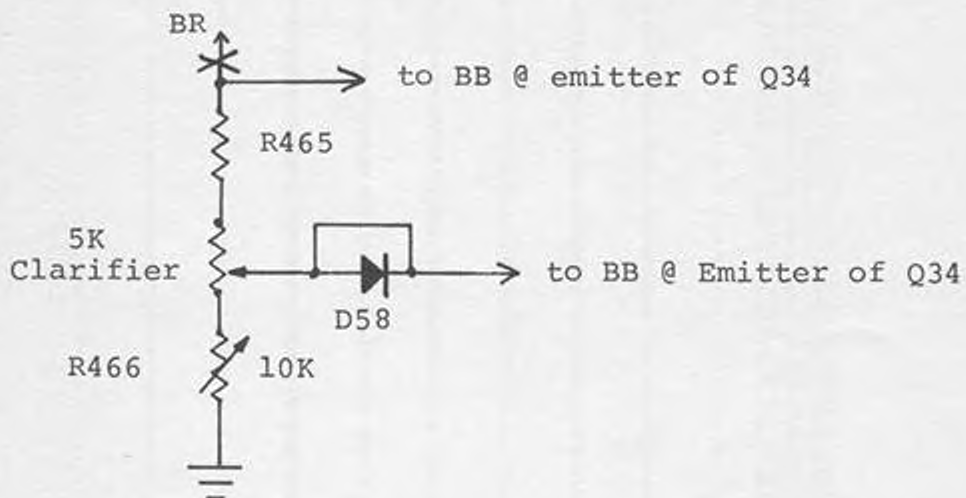 BR
to BB @ emitter of Q34
R465
5K
Clarifier
to BB @ Emitter of Q34
D58
R466
10K